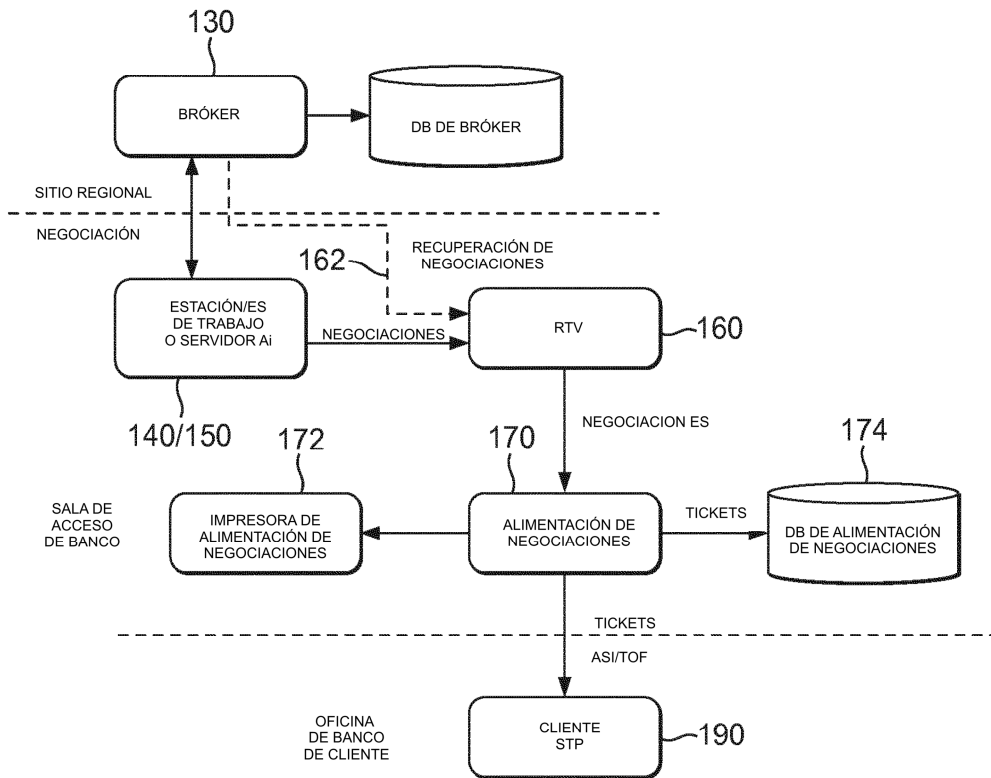 130
BRÓKER
DB DE BRÓKER
SITIO REGIONAL
NEGOCIACIÓN
RECUPERACIÓN DE
NEGOCIACIONES
162
ESTACIÓN/ES
DE TRABAJO
O SERVIDOR Ai
NEGOCIACIONES
RTV
160
140/150
NEGOCIACION ES
172
170
174
SALA DE
ACCESO
DE BANCO
IMPRESORA DE
ALIMENTACIÓN DE
NEGOCIACIONES
ALIMENTACIÓN DE
NEGOCIACIONES
TICKETS
DB DE ALIMENTACIÓN
DE NEGOCIACIONES
TICKETS
ASI/TOF
OFICINA
DE BANCO
DE CLIENTE
CLIENTE
STP
190